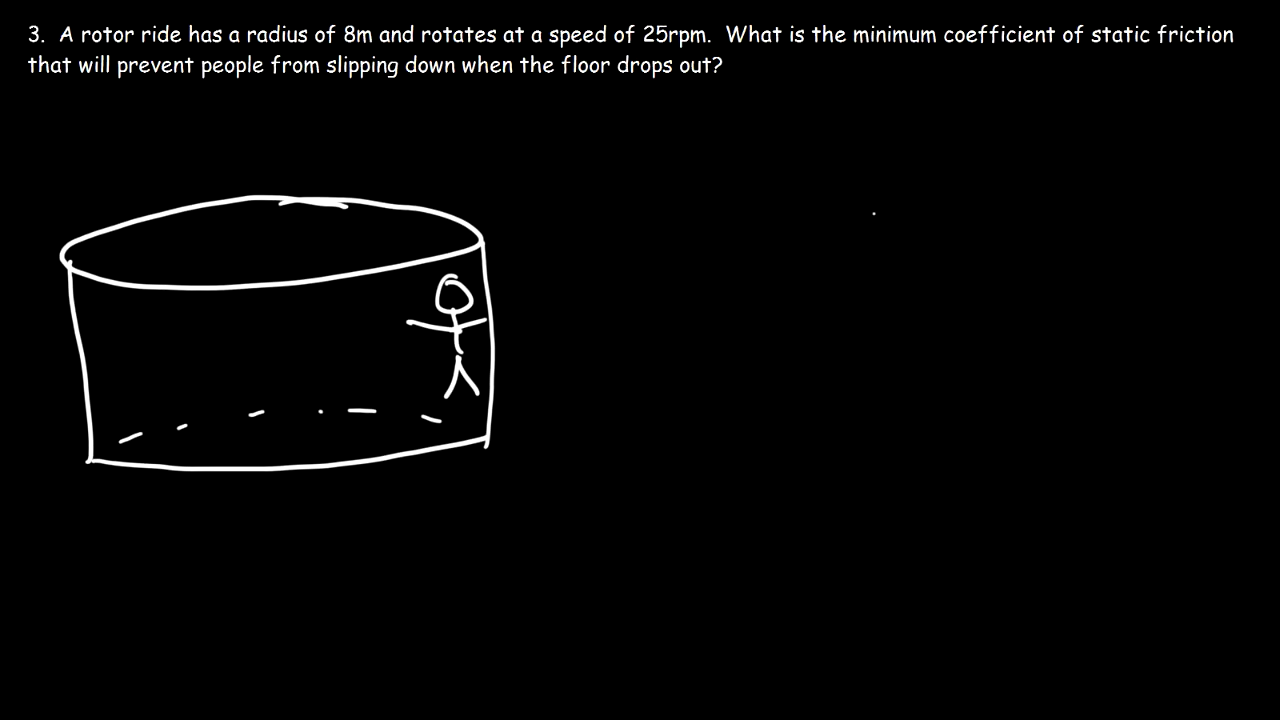 3. A rotor ride has a radius of 8m and rotates at a speed of 25rpm. What is the minimum coefficient of static friction
that will prevent people from slipping down when the floor drops out?